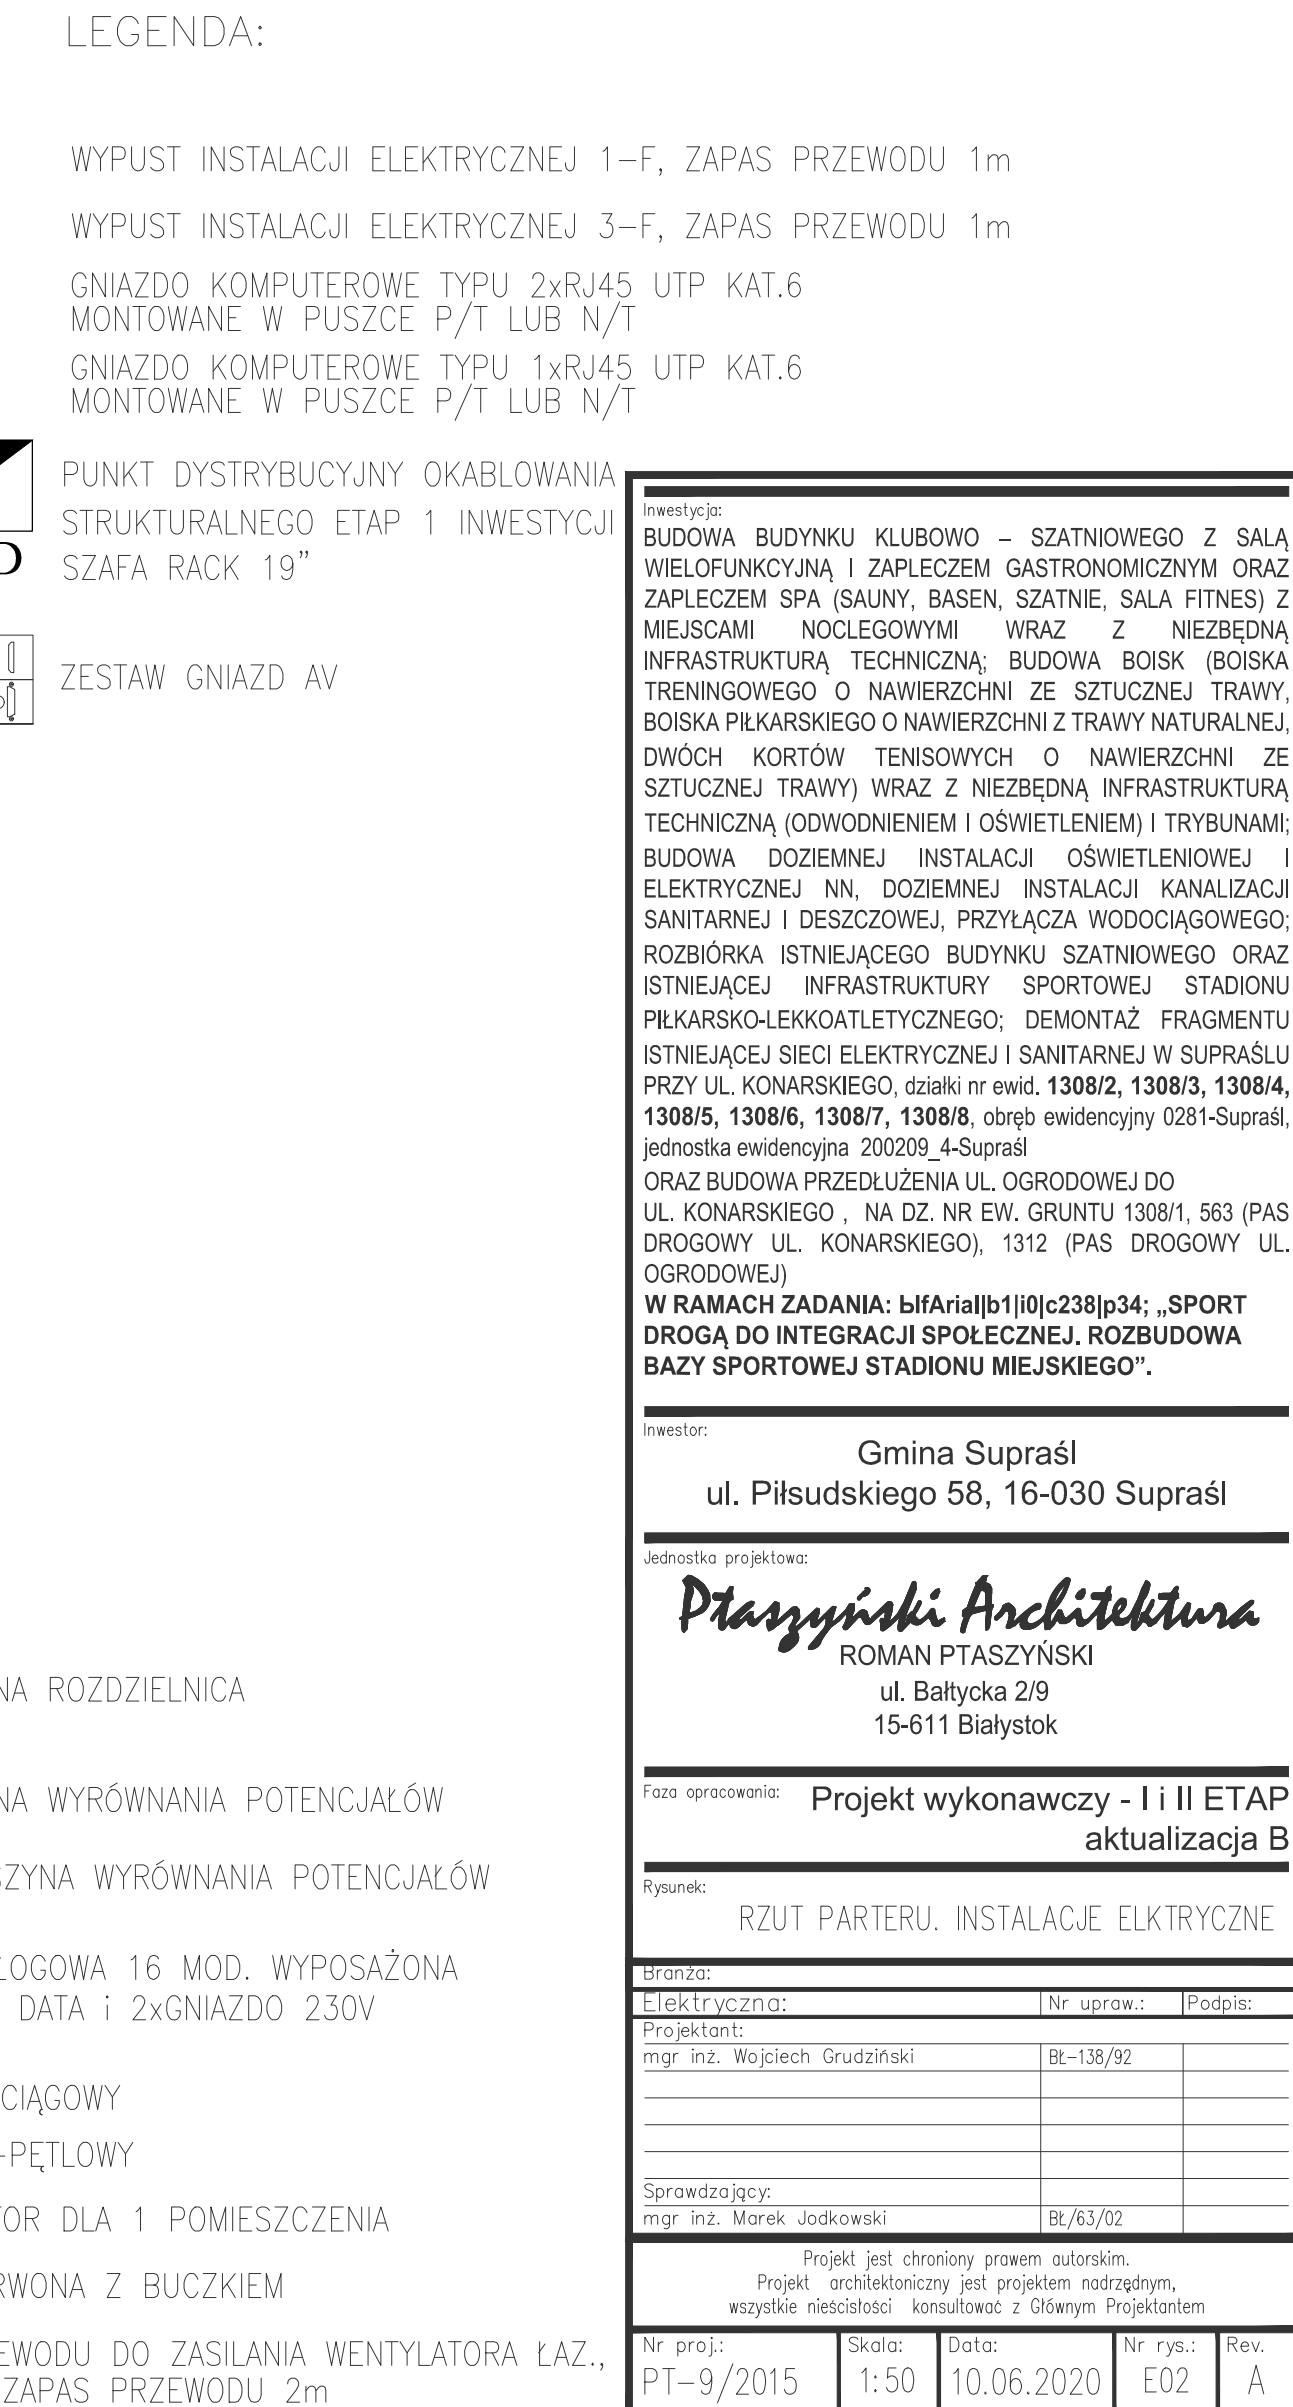 LEGENDA:
WYPUST INSTALACJI ELEKTRYCZNEJ 1-F, ZAPAS PRZEWODU 1m
WYPUST INSTALACJI ELEKTRYCZNEJ 3-F, ZAPAS PRZEWODU 1m
GNIAZDO KOMPUTEROWE TYPU 2xRJ45 UTP KAT.6
MONTOWANE W PUSZCE P/T LUB N/T
GNIAZDO KOMPUTEROWE TYPU 1xRJ45 UTP KAT.6
MONTOWANE W PUSZCE P/T LUB N/T
PUNKT DYSTRYBUCYJNY OKABLOWANIA
STRUKTURALNEGO ETAP 1 INWESTYCJI
SZAFA RACK 19"
ZESTAW GNIAZD AV
NA ROZDZIELNICA
NA WYRÓWNANIA POTENCJAŁÓW
SZYNA WYRÓWNANIA POTENCJAŁÓW
ŁOGOWA 16 MOD. WYPOSAŻONA
DATA i 2xGNIAZDO 230V
CIĄGOWY
-PĘTLOWY
TOR DLA 1 POMIESZCZENIA
RWONA Z BUCZKIEM
EWODU DO ZASILANIA WENTYLATORA ŁAZ.,
ZAPAS PRZEWODU 2m
Inwestycja:
BUDOWA BUDYNKU KLUBOWO – SZATNIOWEGO Z SALĄ
WIELOFUNKCYJNĄ I ZAPLECZEM GASTRONOMICZNYM ORAZ
ZAPLECZEM SPA (SAUNY, BASEN, SZATNIE, SALA FITNES) Z
MIEJSCAMI NOCLEGOWYMI WRAZ Z NIEZBĘDNĄ
INFRASTRUKTURĄ TECHNICZNĄ; BUDOWA BOISK (BOISKA
TRENINGOWEGO O NAWIERZCHNI ZE SZTUCZNEJ TRAWY,
BOISKA PIŁKARSKIEGO O NAWIERZCHNI Z TRAWY NATURALNEJ,
DWÓCH KORTÓW TENISOWYCH O NAWIERZCHNI ZE
SZTUCZNEJ TRAWY) WRAZ Z NIEZBĘDNĄ INFRASTRUKTURĄ
TECHNICZNĄ (ODWODNIENIEM I OŚWIETLENIEM) I TRYBUNAMI;
BUDOWA DOZIEMNEJ INSTALACJI OŚWIETLENIOWEJ I
ELEKTRYCZNEJ NN, DOZIEMNEJ INSTALACJI KANALIZACJI
SANITARNEJ I DESZCZOWEJ, PRZYŁĄCZA WODOCIĄGOWEGO;
ROZBIÓRKA ISTNIEJĄCEGO BUDYNKU SZATNIOWEGO ORAZ
ISTNIEJĄCEJ INFRASTRUKTURY SPORTOWEJ STADIONU
PIŁKARSKO-LEKKOATLETYCZNEGO; DEMONTAŻ FRAGMENTU
ISTNIEJĄCEJ SIECI ELEKTRYCZNEJ I SANITARNEJ W SUPRAŚLU
PRZY UL. KONARSKIEGO, działki nr ewid. 1308/2, 1308/3, 1308/4,
1308/5, 1308/6, 1308/7, 1308/8, obręb ewidencyjny 0281-Supraśl,
jednostka ewidencyjna 200209_4-Supraśl
ORAZ BUDOWA PRZEDŁUŻENIA UL. OGRODOWEJ DO
UL. KONARSKIEGO , NA DZ. NR EW. GRUNTU 1308/1, 563 (PAS
DROGOWY UL. KONARSKIEGO), 1312 (PAS DROGOWY UL.
OGRODOWEJ)
W RAMACH ZADANIA: ЫfArial|b1|i0|c238|p34; „SPORT
DROGĄ DO INTEGRACJI SPOŁECZNEJ. ROZBUDOWA
BAZY SPORTOWEJ STADIONU MIEJSKIEGO”.
Inwestor:
Gmina Supraśl
ul. Piłsudskiego 58, 16-030 Supraśl
Jednostka projektowa:
Ptaszyński Architektura
ROMAN PTASZYŃSKI
ul. Bałtycka 2/9
15-611 Białystok
Faza opracowania: Projekt wykonawczy - I i II ETAP
aktualizacja B
Rysunek:
RZUT PARTERU. INSTALACJE ELKTRYCZNE
Branża:
Elektryczna: Nr upraw.: Podpis:
Projektant:
mgr inż. Wojciech Grudziński BŁ-138/92
Sprawdzający:
mgr inż. Marek Jodkowski BŁ/63/02
Projekt jest chroniony prawem autorskim.
Projekt architektoniczny jest projektem nadrzędnym,
wszystkie nieścisłości konsultować z Głównym Projektantem
Nr proj.: Skala: Data: Nr rys.: Rev.
PT-9/2015 1:50 10.06.2020 E02 A